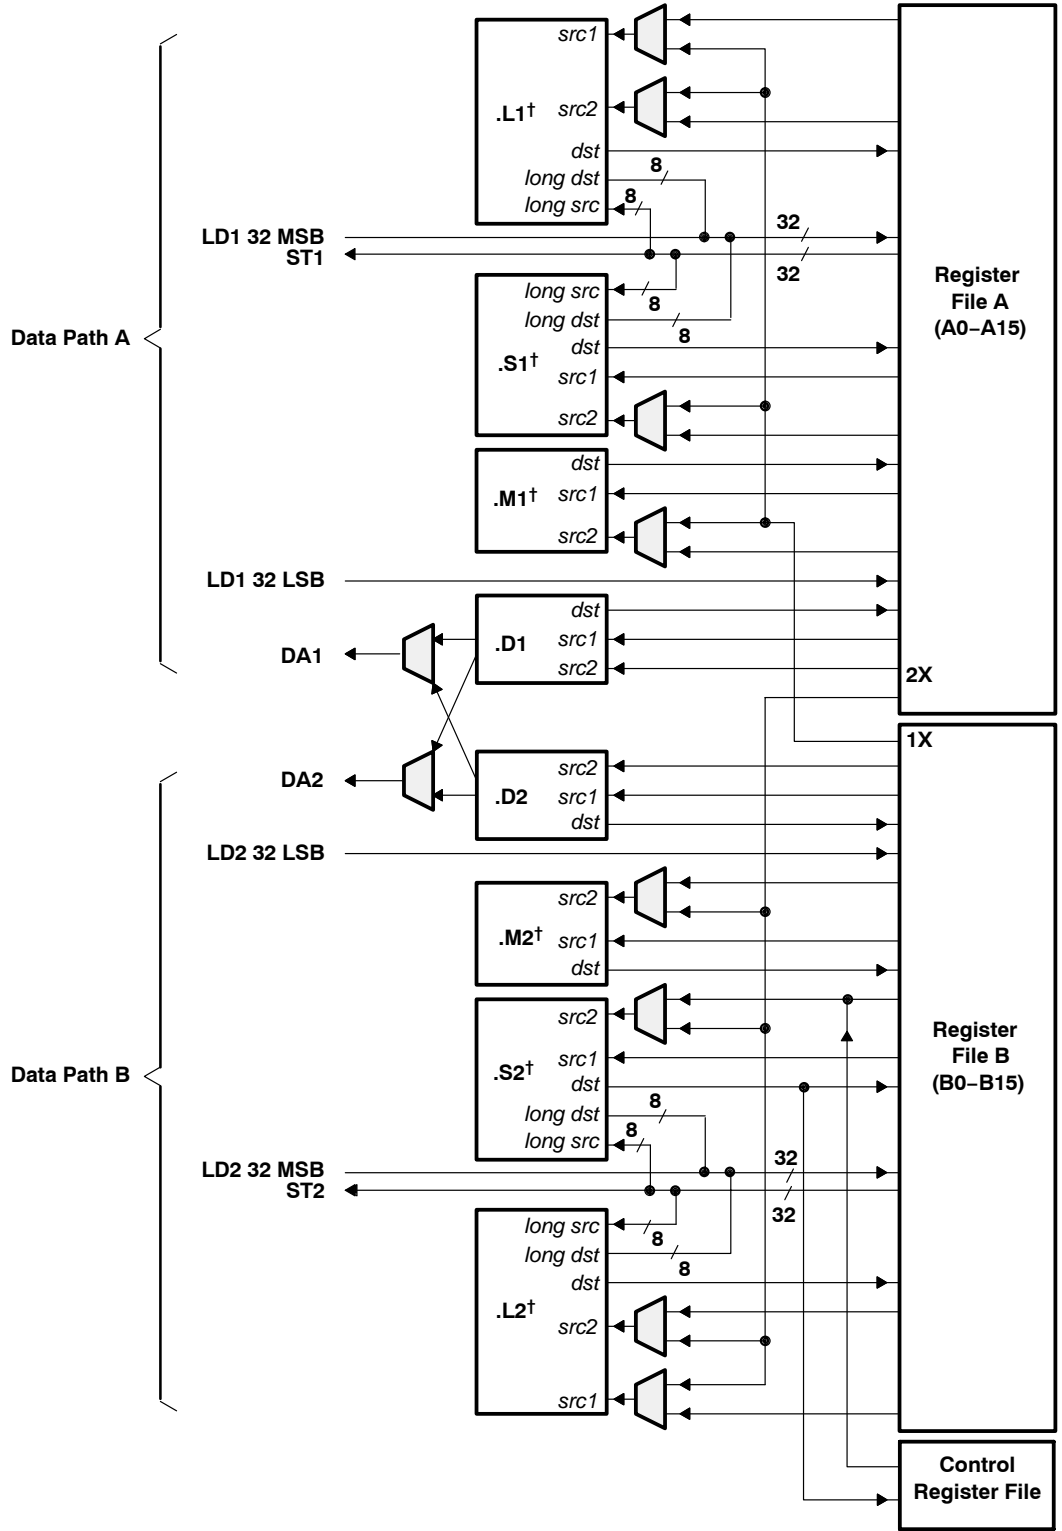 src1
.L1†
src2
dst
8
long dst
8
long src
LD1 32 MSB
32
ST1
32
Register
File A
(A0−A15)
long src
8
long dst
8
Data Path A
dst
.S1†
src1
src2
dst
.M1†
src1
src2
LD1 32 LSB
dst
.D1
src1
DA1
src2
2X
1X
DA2
src2
.D2
src1
dst
LD2 32 LSB
src2
.M2†
src1
dst
src2
Register
File B
(B0−B15)
src1
.S2†
Data Path B
dst
8
long dst
8
long src
LD2 32 MSB
32
ST2
32
long src
8
long dst
8
dst
.L2†
src2
src1
Control
Register File